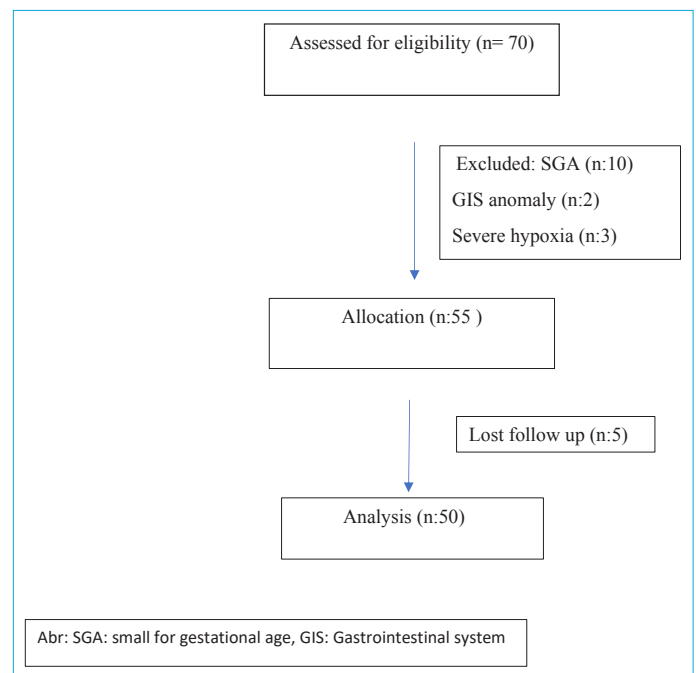 Assessed for eligibility (n= 70)
Excluded: SGA (n:10)
GIS anomaly (n:2)
Severe hypoxia (n:3)
Allocation (n:55 )
Lost follow up (n:5)
Analysis (n:50)
Abr: SGA: small for gestational age, GIS: Gastrointestinal system